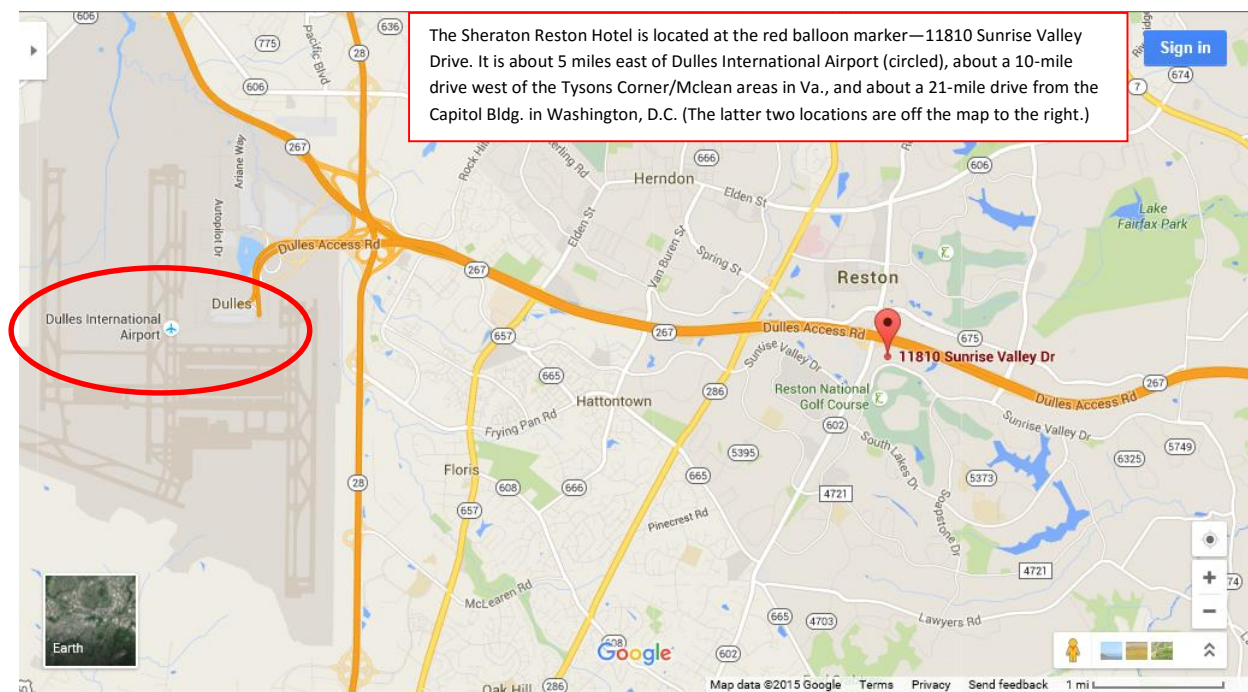 606
636
775
pacific Blvd
28
606
The Sheraton Reston Hotel is located at the red balloon marker—11810 Sunrise Valley
Drive. It is about 5 miles east of Dulles International Airport (circled), about a 10-mile
drive west of the Tysons Corner/Mclean areas in Va., and about a 21-mile drive from the
Capitol Bldg. in Washington, D.C. (The latter two locations are off the map to the right.)
Sign in
674
7
267
Ariane Way
Autopilot Dr
Rock Hill
Sterling Rd
666
606
Herndon
Elden St
Elden St
Lake
Fairfax Park
Van Buren St
Spring St
Dulles Access Rd
267
Reston
Dulles
Dulles International
Airport
657
267
Dulles Access Rd
675
11810 Sunrise Valley Dr
Sunrise Valley Dr
665
286
Reston National
Golf Course
267
Dulles Access Rd
Hattontown
Frying Pan Rd
602
Sunrise Valley Dr
South Lakes Dr
5395
5749
6325
Floris
608
666
665
5373
28
4721
657
Pinecrest Rd
Soapstone Dr
4721
674
McLearen Rd
665
4703
Lawyers Rd
Earth
608
Google
602
Oak Hill
286
Map data ©2015 Google
Terms
Privacy
Send feedback
1 mi